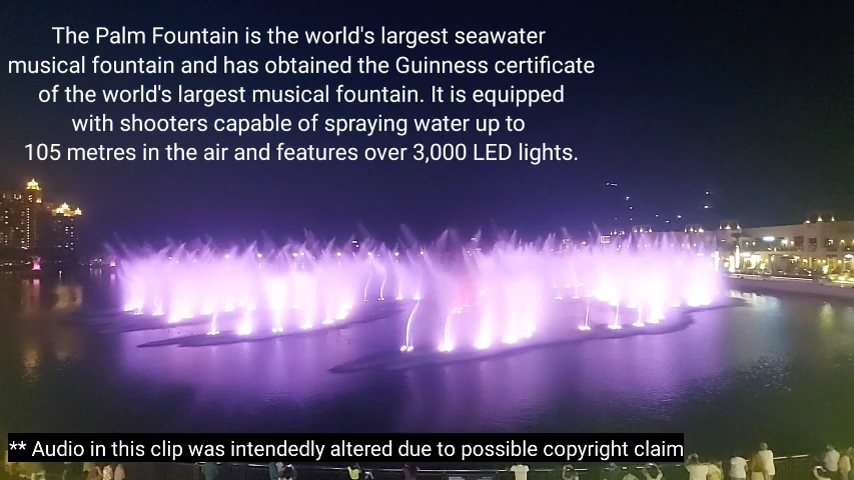 The Palm Fountain is the world's largest seawater
musical fountain and has obtained the Guinness certificate
of the world's largest musical fountain. It is equipped
with shooters capable of spraying water up to
105 metres in the air and features over 3,000 LED lights.
** Audio in this clip was intendedly altered due to possible copyright claim